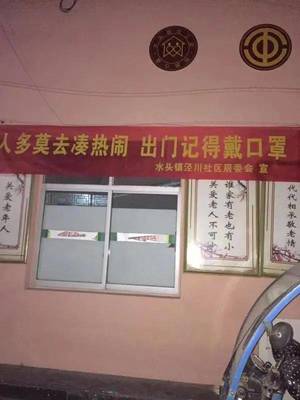 人多莫去凑热闹 出门记得戴口罩
水头镇泾川社区居委会 宣
关爱老年人
谁家有老也有小
关爱老人不可少
代代相承敬老情